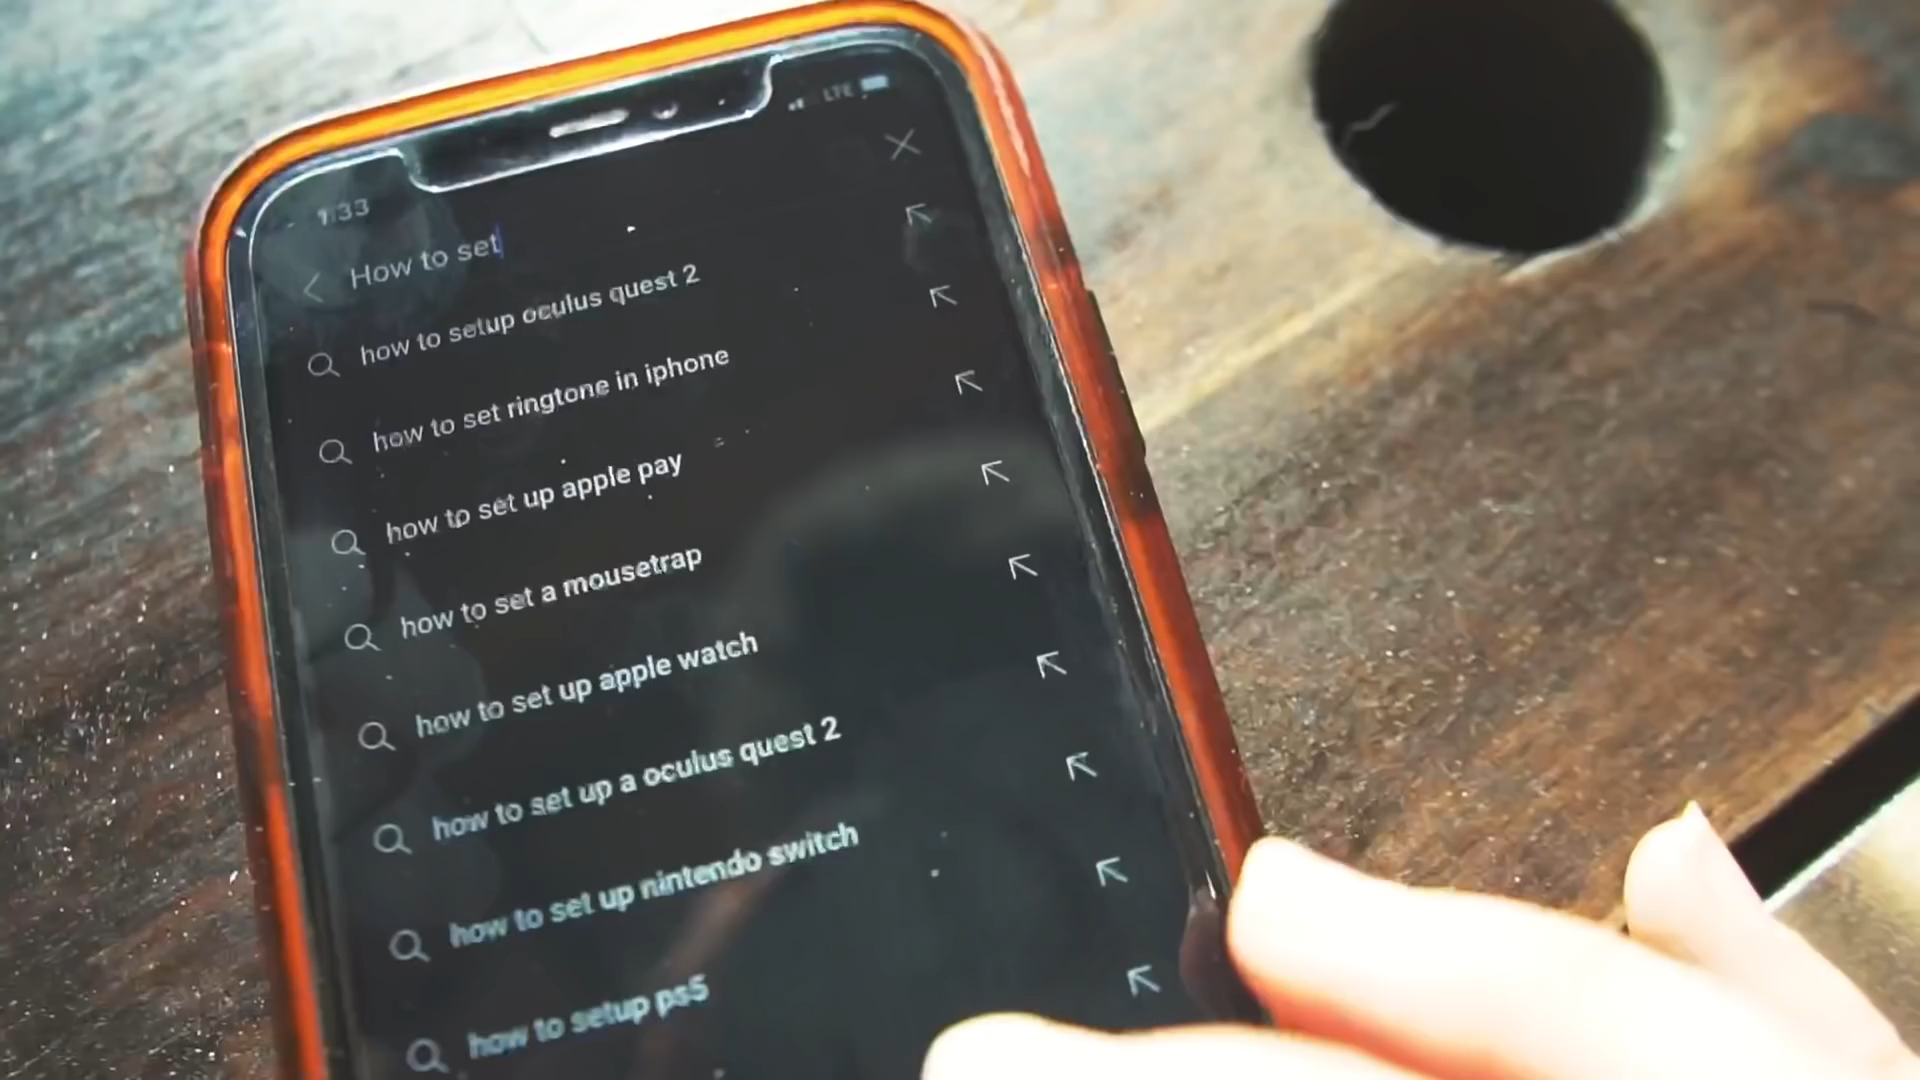 1:33
LTE
How to set
how to setup oculus quest 2
how to set ringtone in iphone
how to set up apple pay
how to set a mousetrap
how to set up apple watch
how to set up a oculus quest 2
how to set up nintendo switch
how to setup ps5